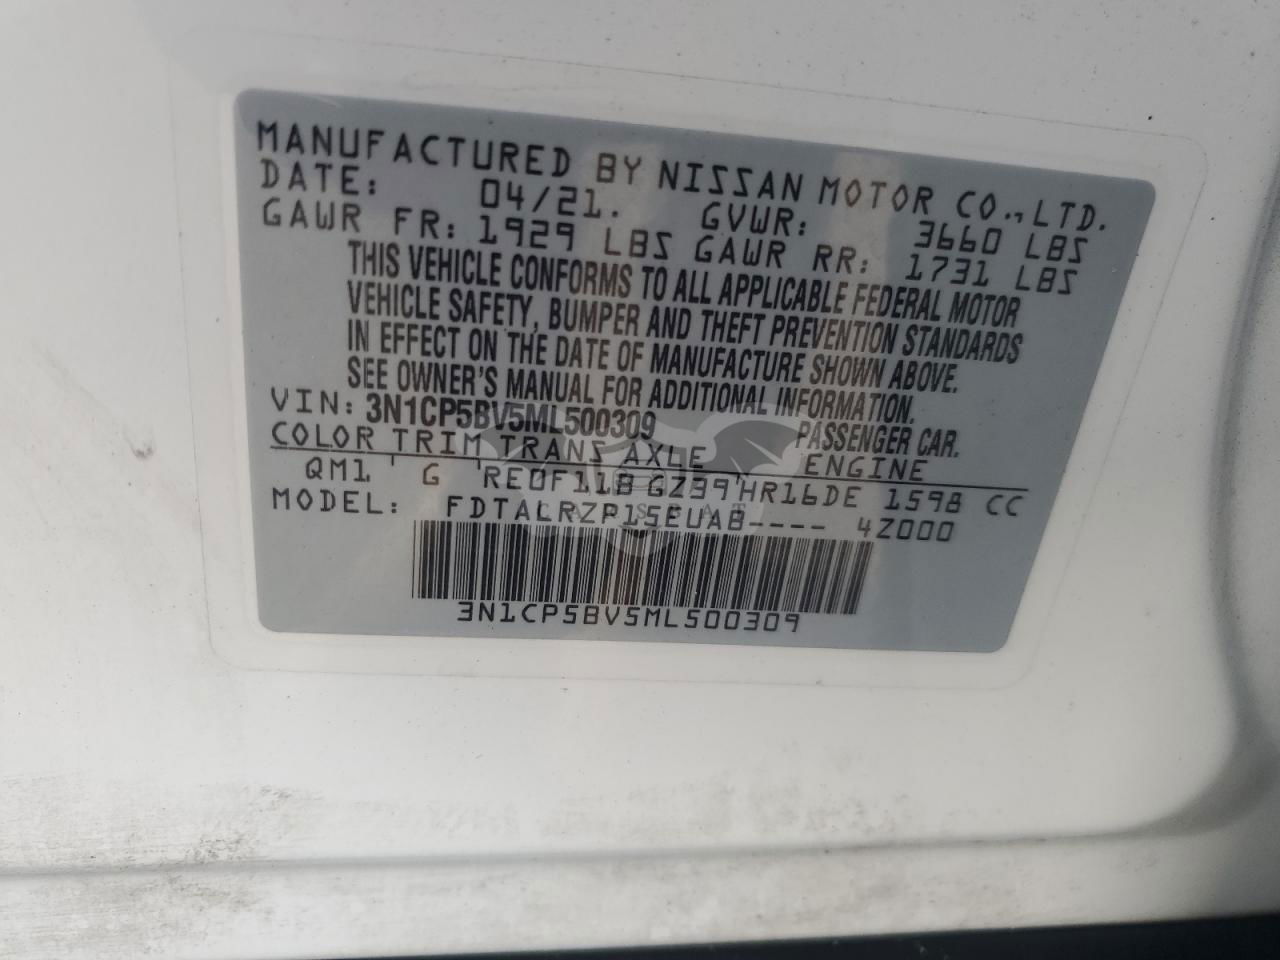 MANUFACTURED BY NISSAN MOTOR CO., LTD.
DATE: 04/21. GVWR: 3660 LBS
GAWR FR: 1929 LBS GAWR RR: 1731 LBS
THIS VEHICLE CONFORMS TO ALL APPLICABLE FEDERAL MOTOR
VEHICLE SAFETY, BUMPER AND THEFT PREVENTION STANDARDS
IN EFFECT ON THE DATE OF MANUFACTURE SHOWN ABOVE.
SEE OWNER'S MANUAL FOR ADDITIONAL INFORMATION.
VIN: 3N1CP5BV5ML500309 PASSENGER CAR.
COLOR TRIM TRANS AXLE ENGINE
QM1 G RE0F11B GZ39 HR16DE 1598 CC
MODEL: FDTALRZP15EUAB---- 4Z000
3N1CP5BV5ML500309